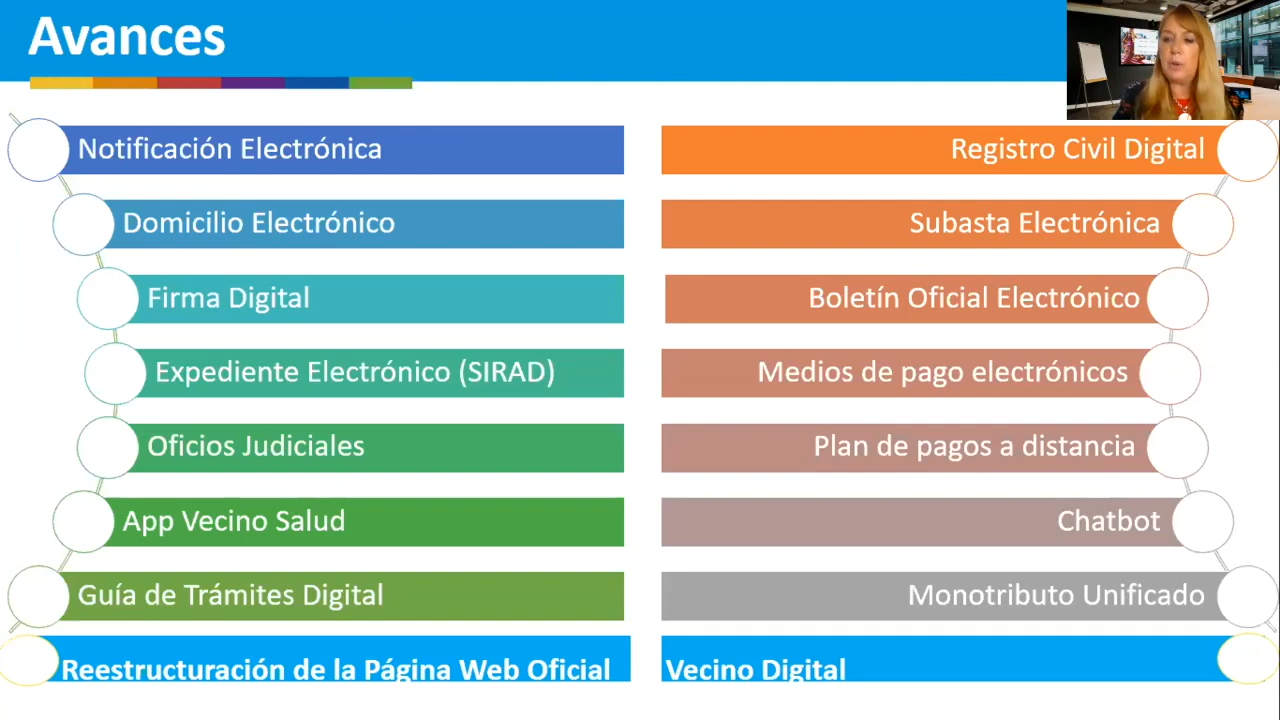 Avances
Notificación Electrónica
Domicilio Electrónico
Firma Digital
Expediente Electrónico (SIRAD)
Oficios Judiciales
App Vecino Salud
Guía de Trámites Digital
Reestructuración de la Página Web Oficial
Registro Civil Digital
Subasta Electrónica
Boletín Oficial Electrónico
Medios de pago electrónicos
Plan de pagos a distancia
Chatbot
Monotributo Unificado
Vecino Digital